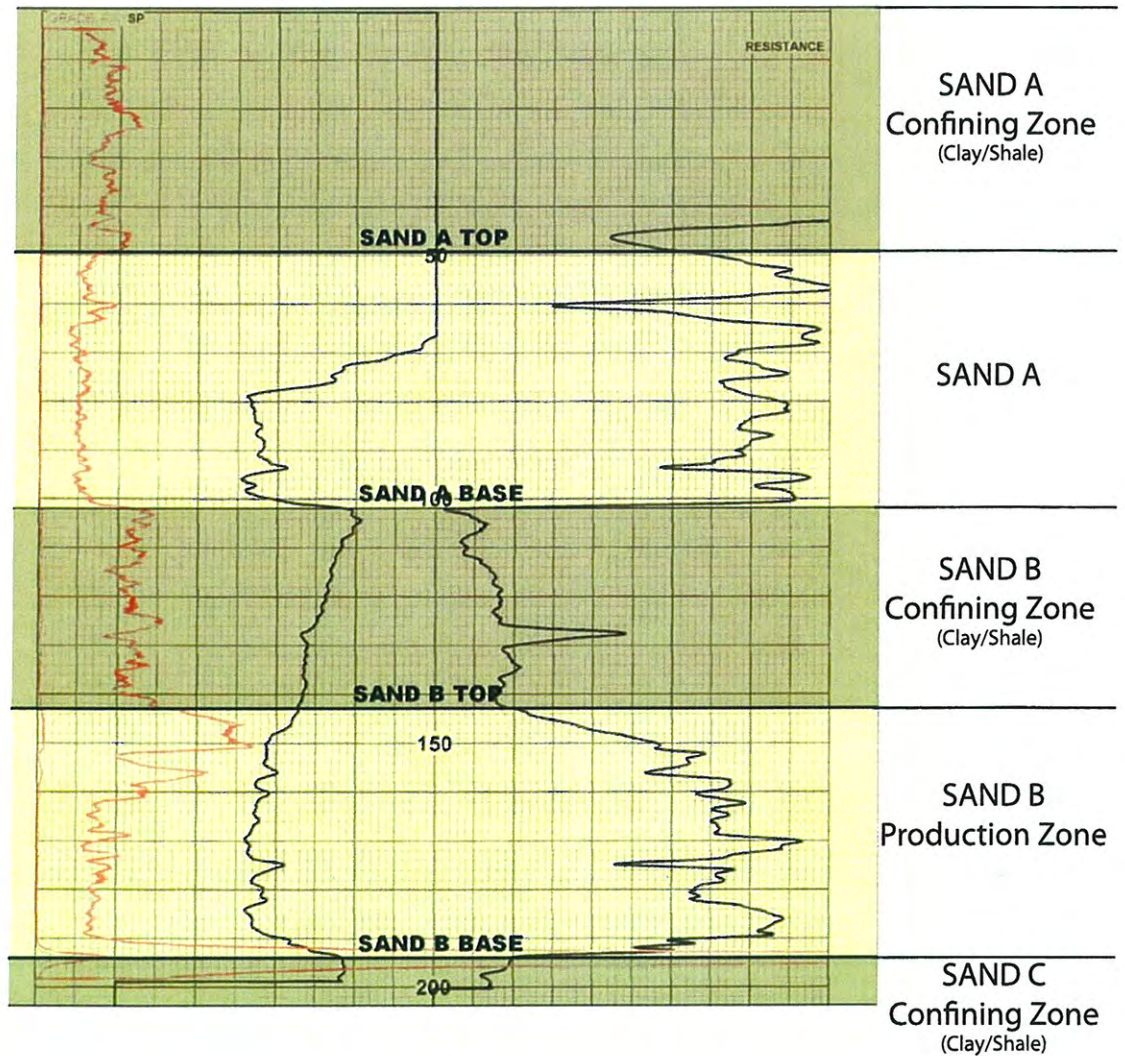 SP
RESISTANCE
SAND A
Confining Zone
(Clay/Shale)
SAND A TOP
50
SAND A
SAND A BASE
100
SAND B
Confining Zone
(Clay/Shale)
SAND B TOP
150
SAND B
Production Zone
SAND B BASE
200
SAND C
Confining Zone
(Clay/Shale)